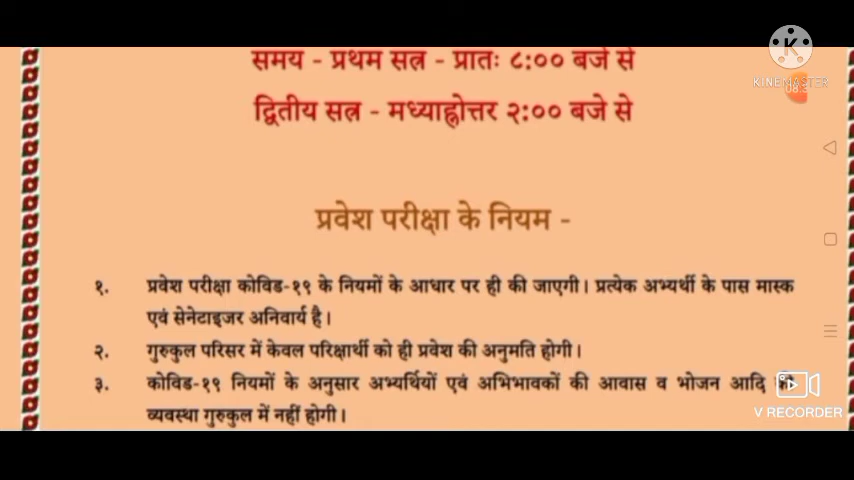 समय - प्रथम सत्र - प्रातः ८:०० बजे से
द्वितीय सत्र - मध्याह्नोत्तर २:०० बजे से
प्रवेश परीक्षा के नियम -
१. प्रवेश परीक्षा कोविड-१९ के नियमों के आधार पर ही की जाएगी। प्रत्येक अभ्यर्थी के पास मास्क
एवं सेनेटाइजर अनिवार्य है।
२. गुरुकुल परिसर में केवल परिक्षार्थी को ही प्रवेश की अनुमति होगी।
३. कोविड-१९ नियमों के अनुसार अभ्यर्थियों एवं अभिभावकों की आवास व भोजन आदि
व्यवस्था गुरुकुल में नहीं होगी।
KINEMASTER
V RECORDER